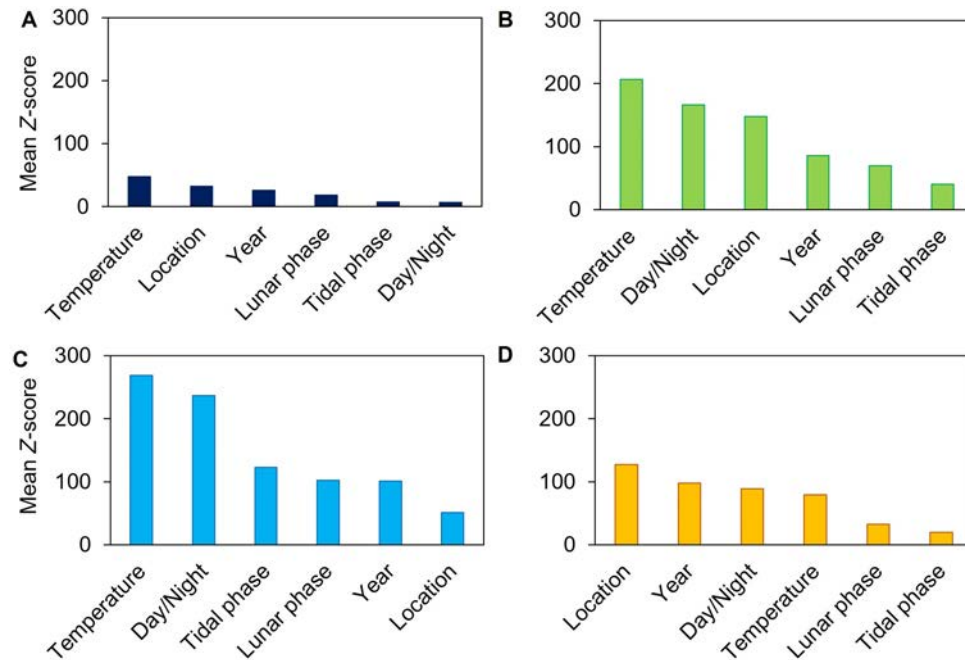 A
300
200
100
0
Mean Z-score
Temperature
Location
Year
Lunar phase
Tidal phase
Day/Night
B
300
200
100
0
Temperature
Day/Night
Location
Year
Lunar phase
Tidal phase
C
300
200
100
0
Mean Z-score
Temperature
Day/Night
Tidal phase
Lunar phase
Year
Location
D
300
200
100
0
Location
Year
Day/Night
Temperature
Lunar phase
Tidal phase